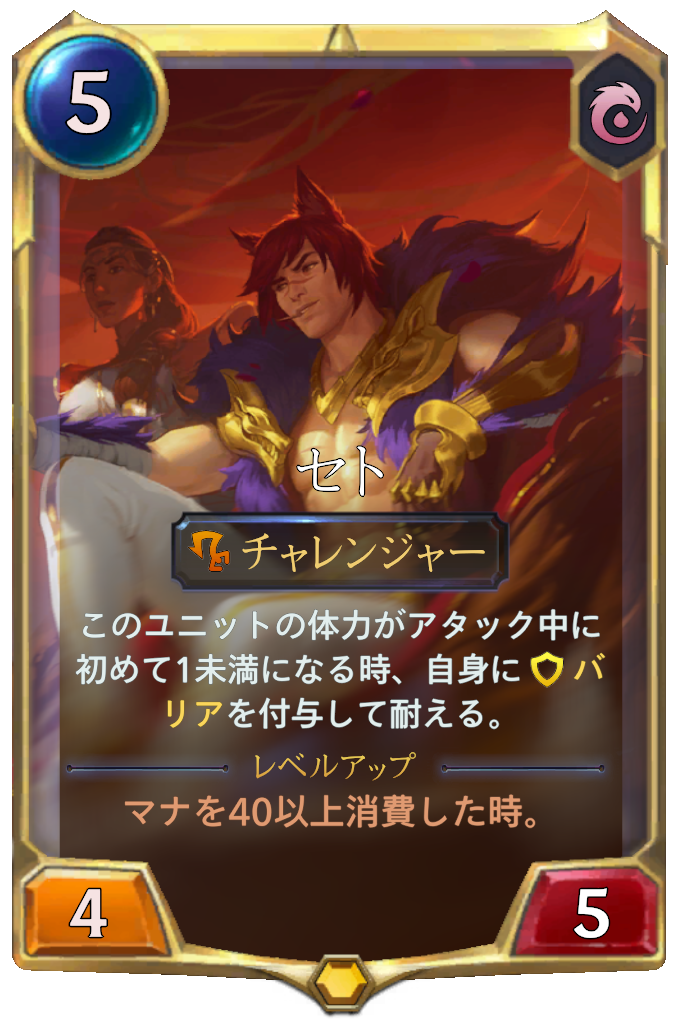 5
セト
チャレンジャー
このユニットの体力がアタック中に
初めて1未満になる時、自身に バ
リアを付与して耐える。
レベルアップ
マナを40以上消費した時。
4
5